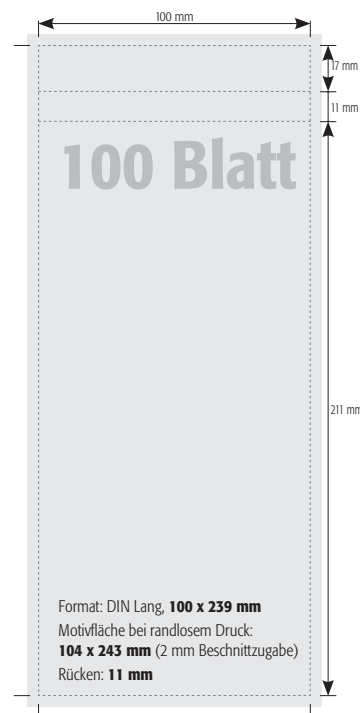 100 mm
17 mm
11 mm
100 Blatt
211 mm
Format: DIN Lang, 100 x 239 mm
Motivfläche bei randlosem Druck:
104 x 243 mm (2 mm Beschnittzugabe)
Rücken: 11 mm